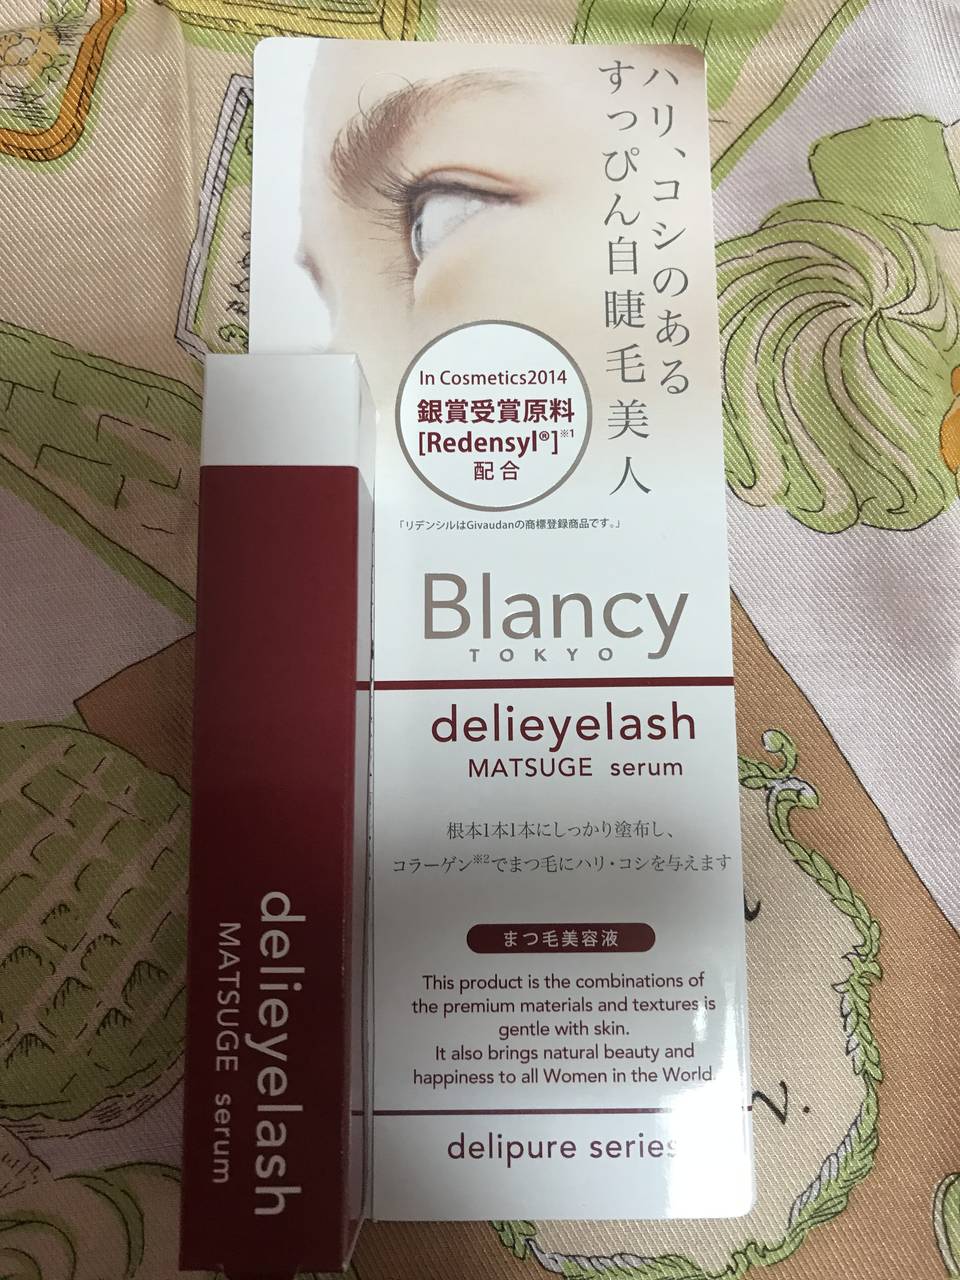 ハリ、コシのある
すっぴん自睫毛美人
In Cosmetics2014
銀賞受賞原料
[Redensyl®]※1
配合
「リデンシルはGivaudanの商標登録商品です。」
Blancy
TOKYO
delieyelash
MATSUGE serum
根本1本1本にしっかり塗布し、
コラーゲン※2でまつ毛にハリ・コシを与えます
まつ毛美容液
This product is the combinations of
the premium materials and textures is
gentle with skin.
It also brings natural beauty and
happiness to all Women in the World
delipure series
delieyelash
MATSUGE serum